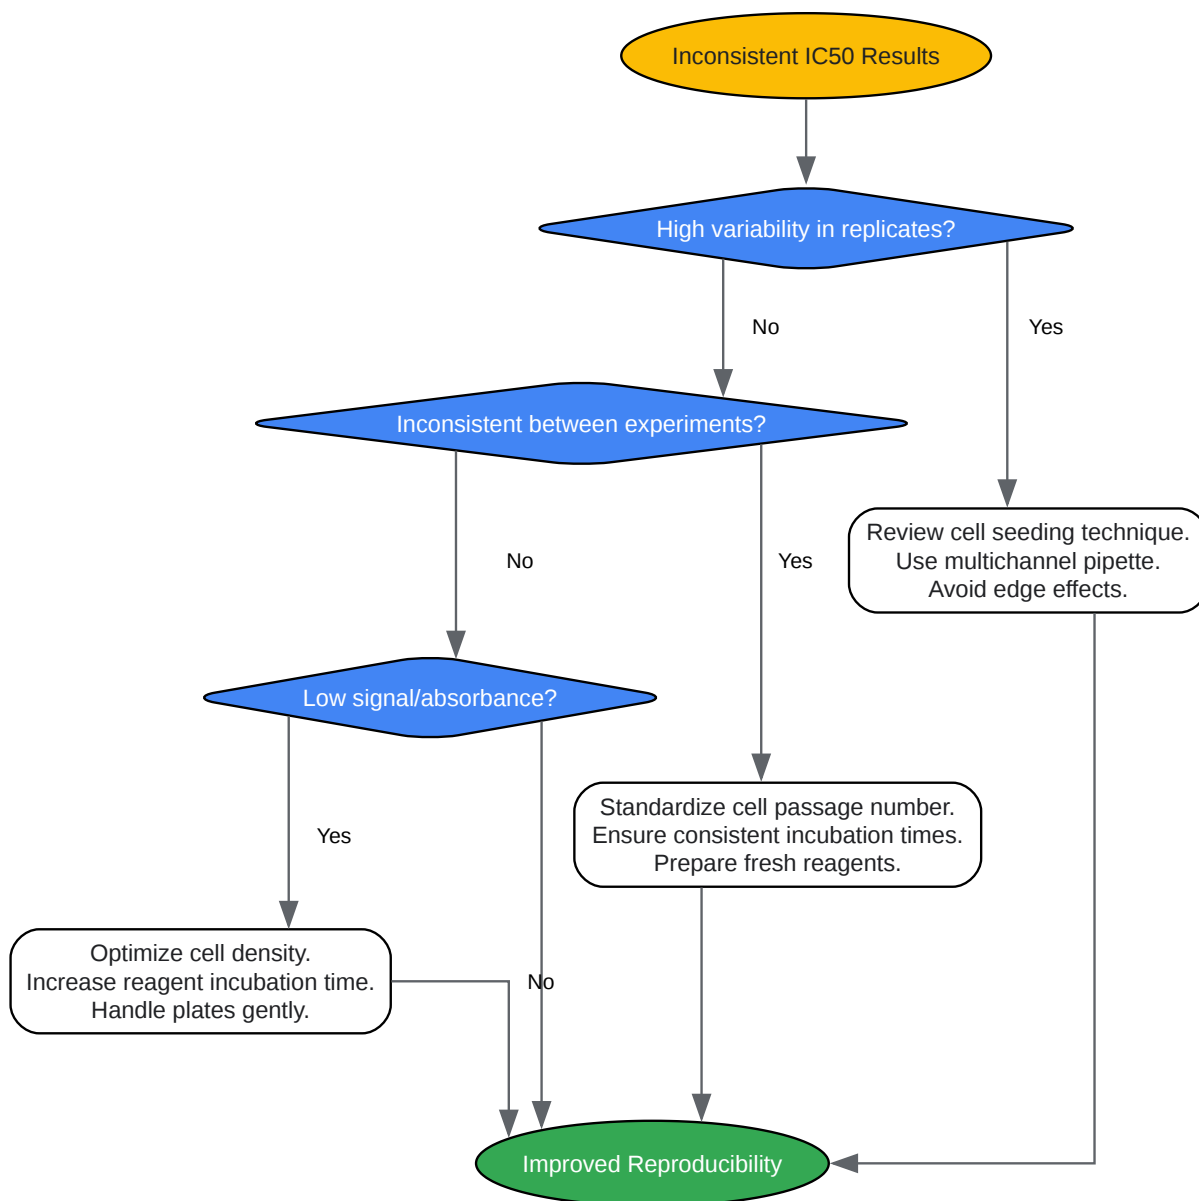 Inconsistent IC50 Results
High variability in replicates?
No
Yes
Inconsistent between experiments?
Review cell seeding technique.
Use multichannel pipette.
Avoid edge effects.
No
Yes
Low signal/absorbance?
Standardize cell passage number.
Ensure consistent incubation times.
Prepare fresh reagents.
Yes
Optimize cell density.
Increase reagent incubation time.
Handle plates gently.
No
Improved Reproducibility